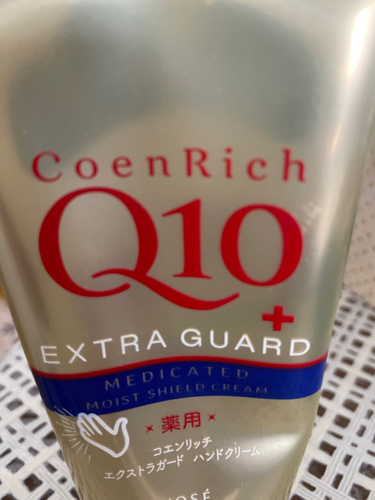 CoenRich
Q10
+
EXTRA GUARD
MEDICATED
MOIST SHIELD CREAM
薬用
コエンリッチ
エクストラガード ハンドクリーム
KOSÉ